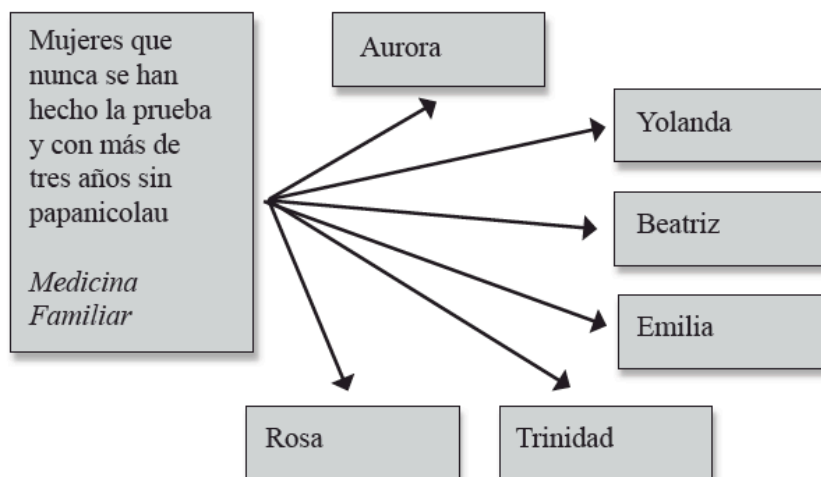 Mujeres que
nunca se han
hecho la prueba
y con más de
tres años sin
papanicolau
Medicina
Familiar
Aurora
Yolanda
Beatriz
Emilia
Rosa
Trinidad